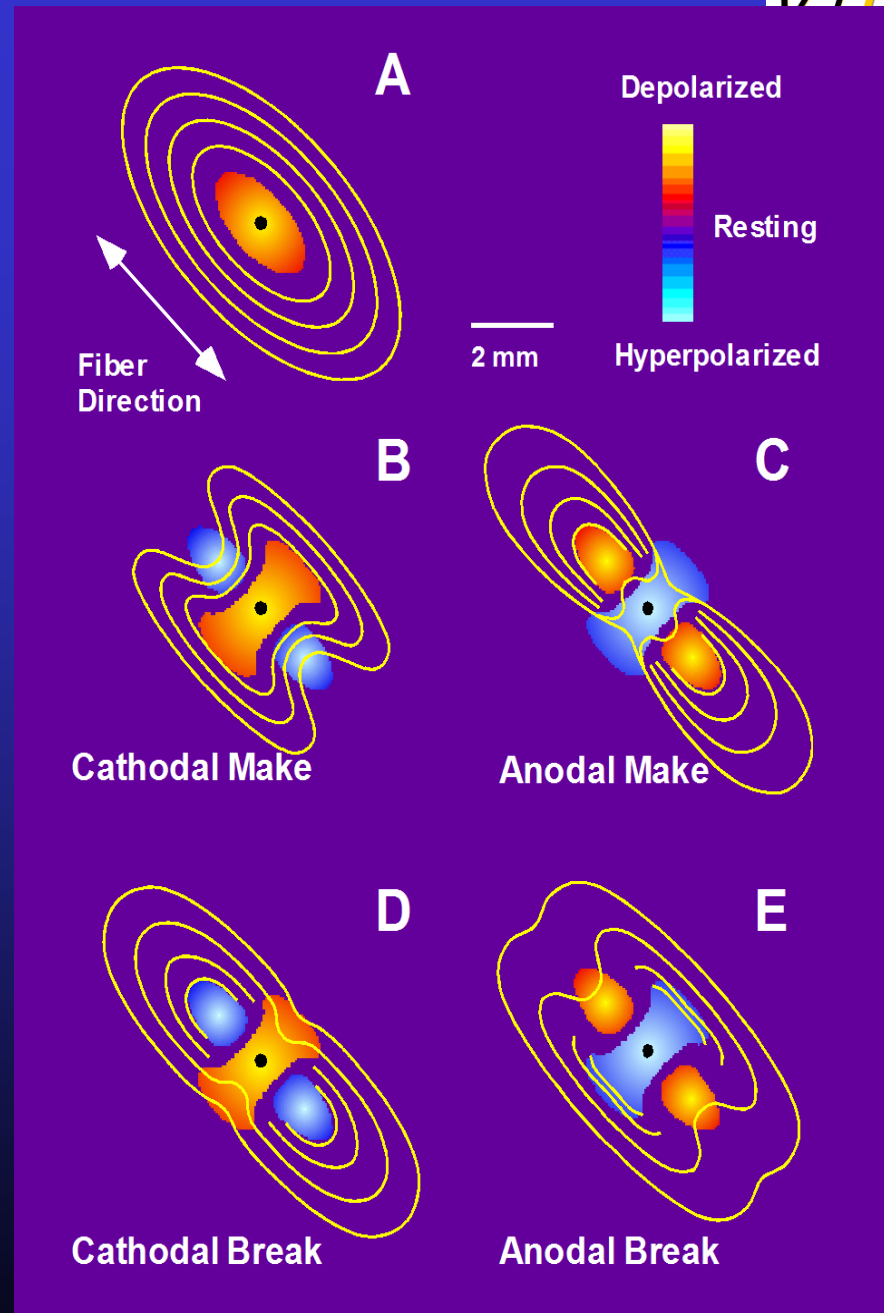 A
Depolarized
Resting
Hyperpolarized
2 mm
Fiber
Direction
B
C
Cathodal Make
Anodal Make
D
E
Cathodal Break
Anodal Break